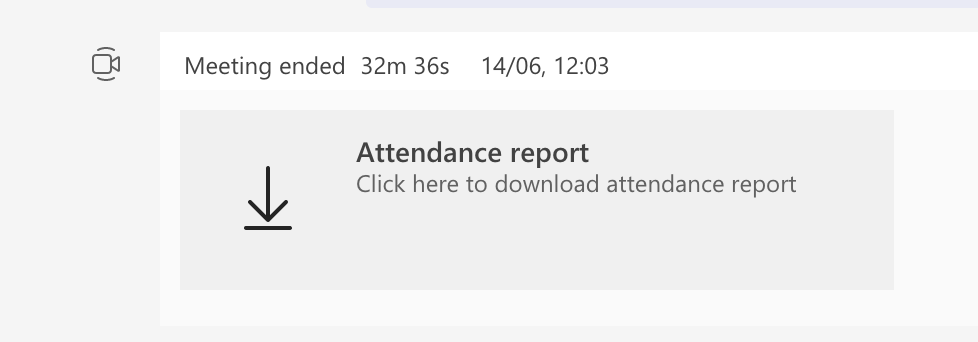 Meeting ended 32m 36s 14/06, 12:03
Attendance report
Click here to download attendance report